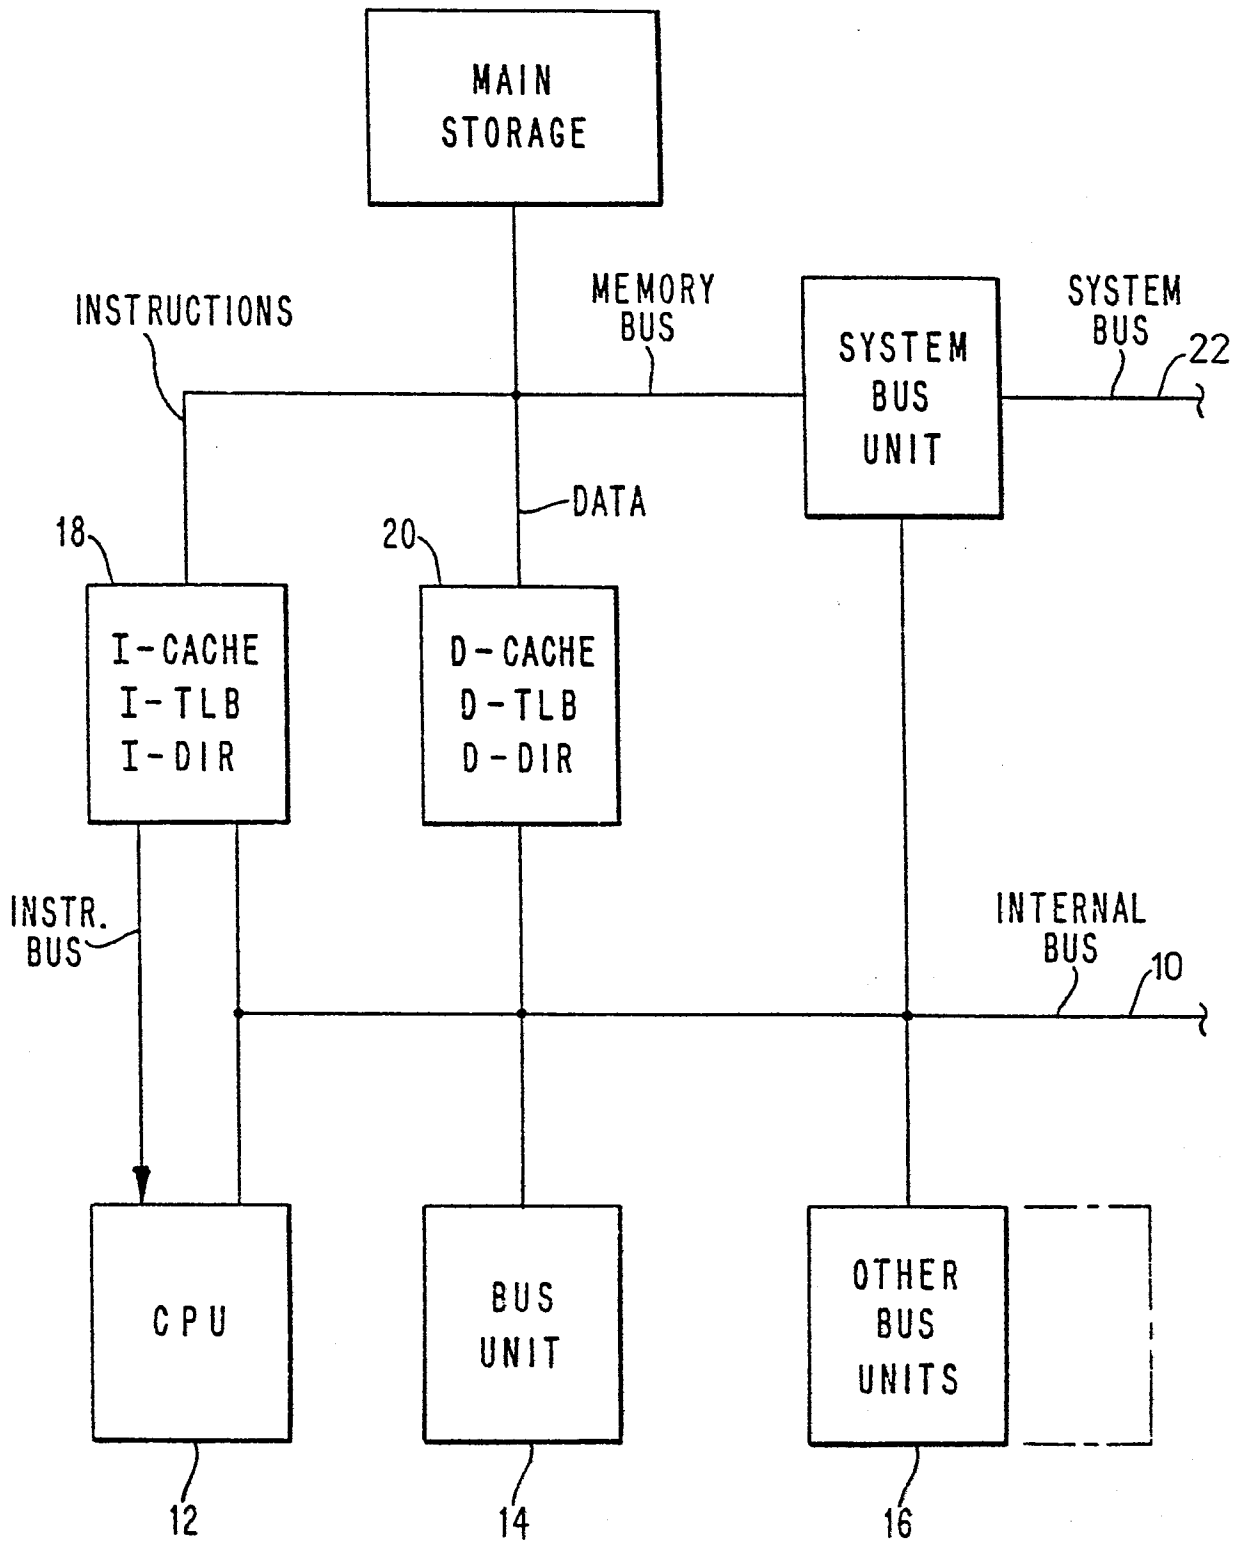 MAIN
STORAGE
INSTRUCTIONS
MEMORY
BUS
SYSTEM
BUS
UNIT
SYSTEM
BUS
22
DATA
18
20
I-CACHE
I-TLB
I-DIR
D-CACHE
D-TLB
D-DIR
INSTR.
BUS
INTERNAL
BUS
10
CPU
BUS
UNIT
OTHER
BUS
UNITS
12
14
16